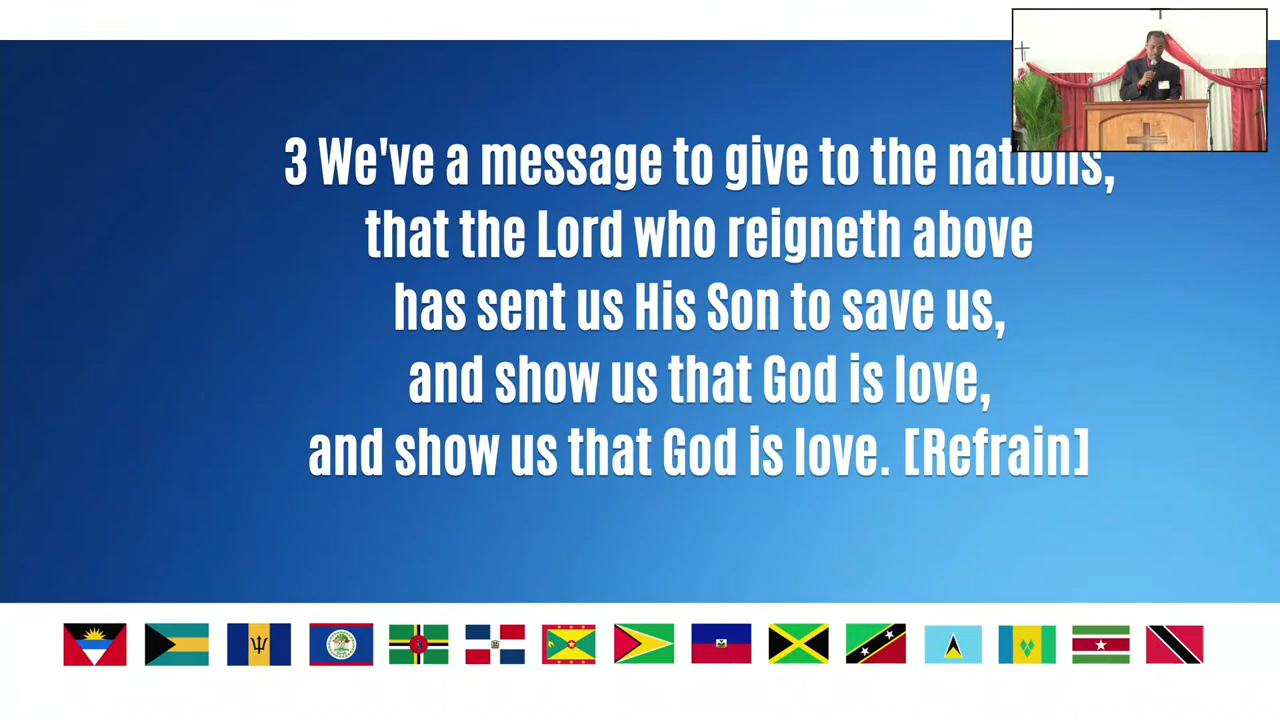 3 We've a message to give to the nations,
that the Lord who reigneth above
has sent us His Son to save us,
and show us that God is love,
and show us that God is love. [Refrain]